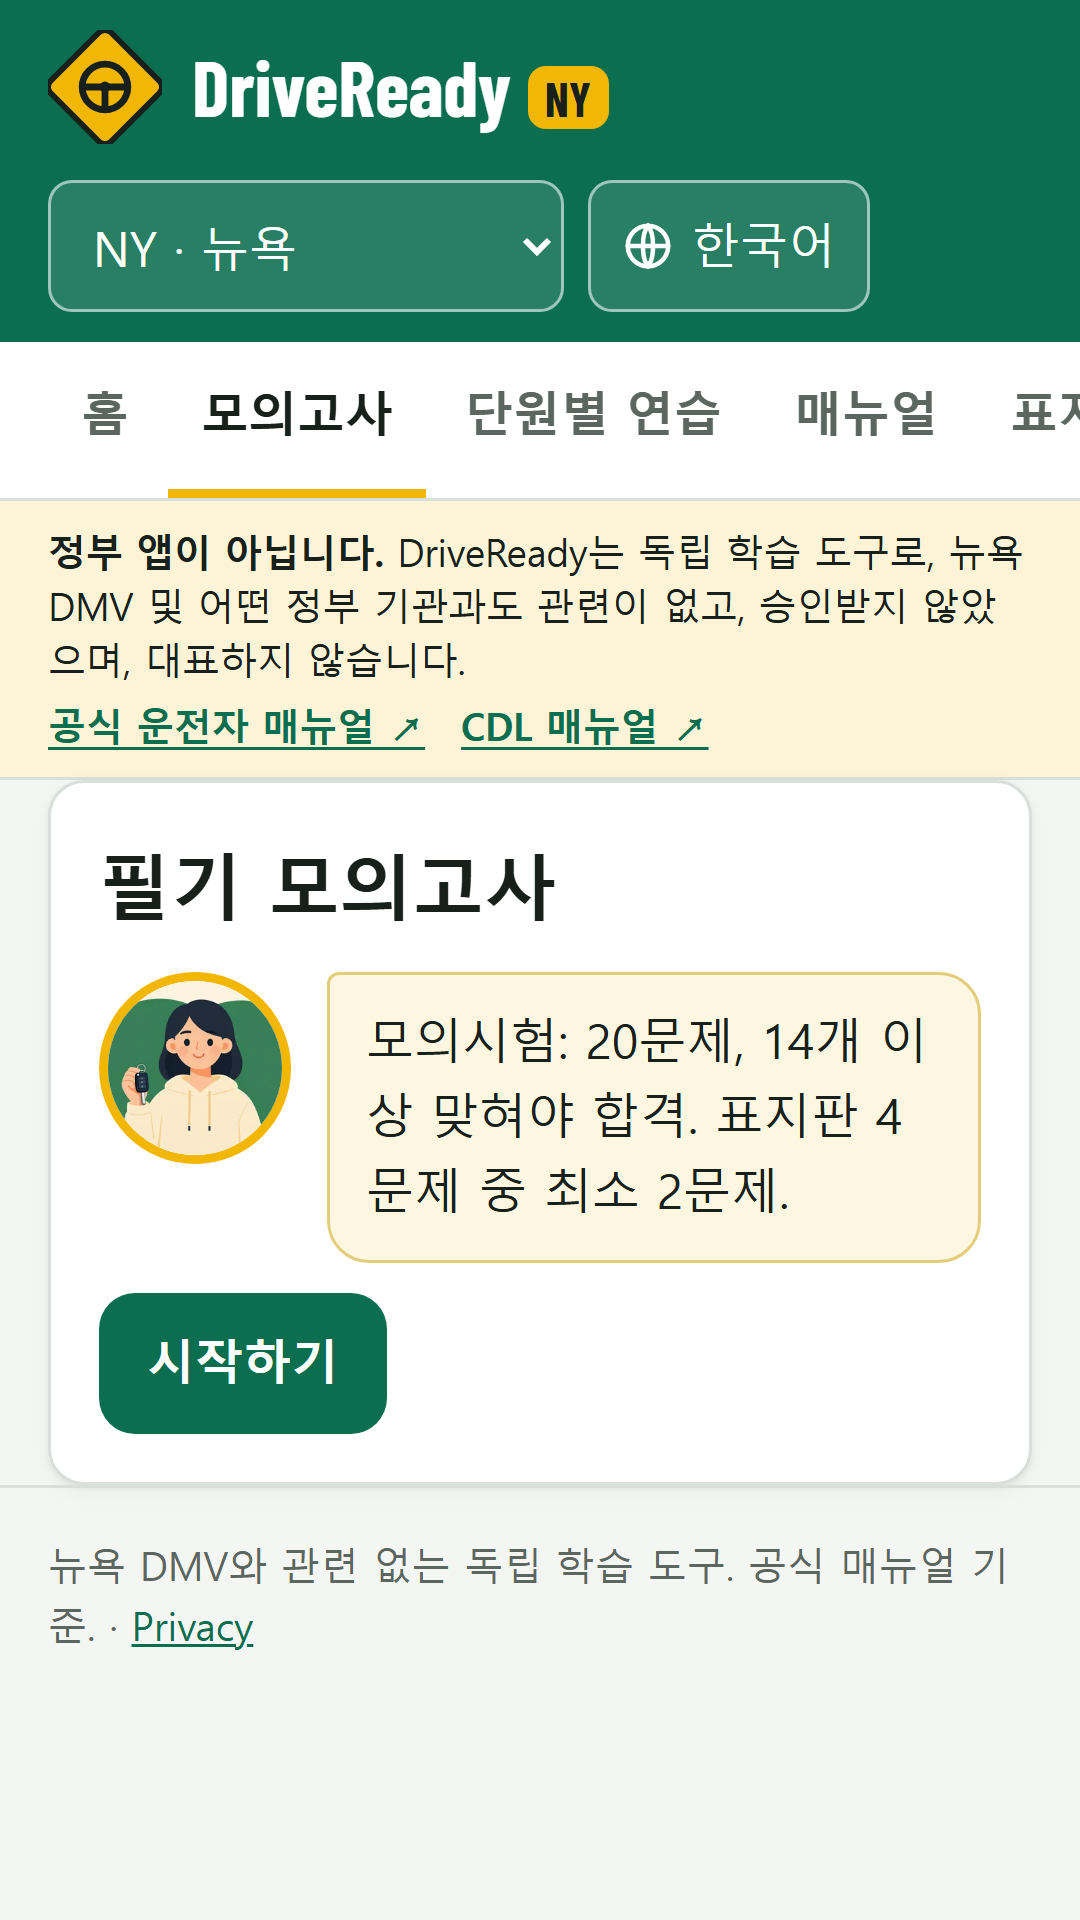 DriveReady NY
NY · 뉴욕
한국어
홈 모의고사 단원별 연습 매뉴얼
정부 앱이 아닙니다. DriveReady는 독립 학습 도구로, 뉴욕
DMV 및 어떤 정부 기관과도 관련이 없고, 승인받지 않았
으며, 대표하지 않습니다.
공식 운전자 매뉴얼 ↗ CDL 매뉴얼 ↗
필기 모의고사
모의시험: 20문제, 14개 이
상 맞혀야 합격. 표지판 4
문제 중 최소 2문제.
시작하기
뉴욕 DMV와 관련 없는 독립 학습 도구. 공식 매뉴얼 기
준. · Privacy